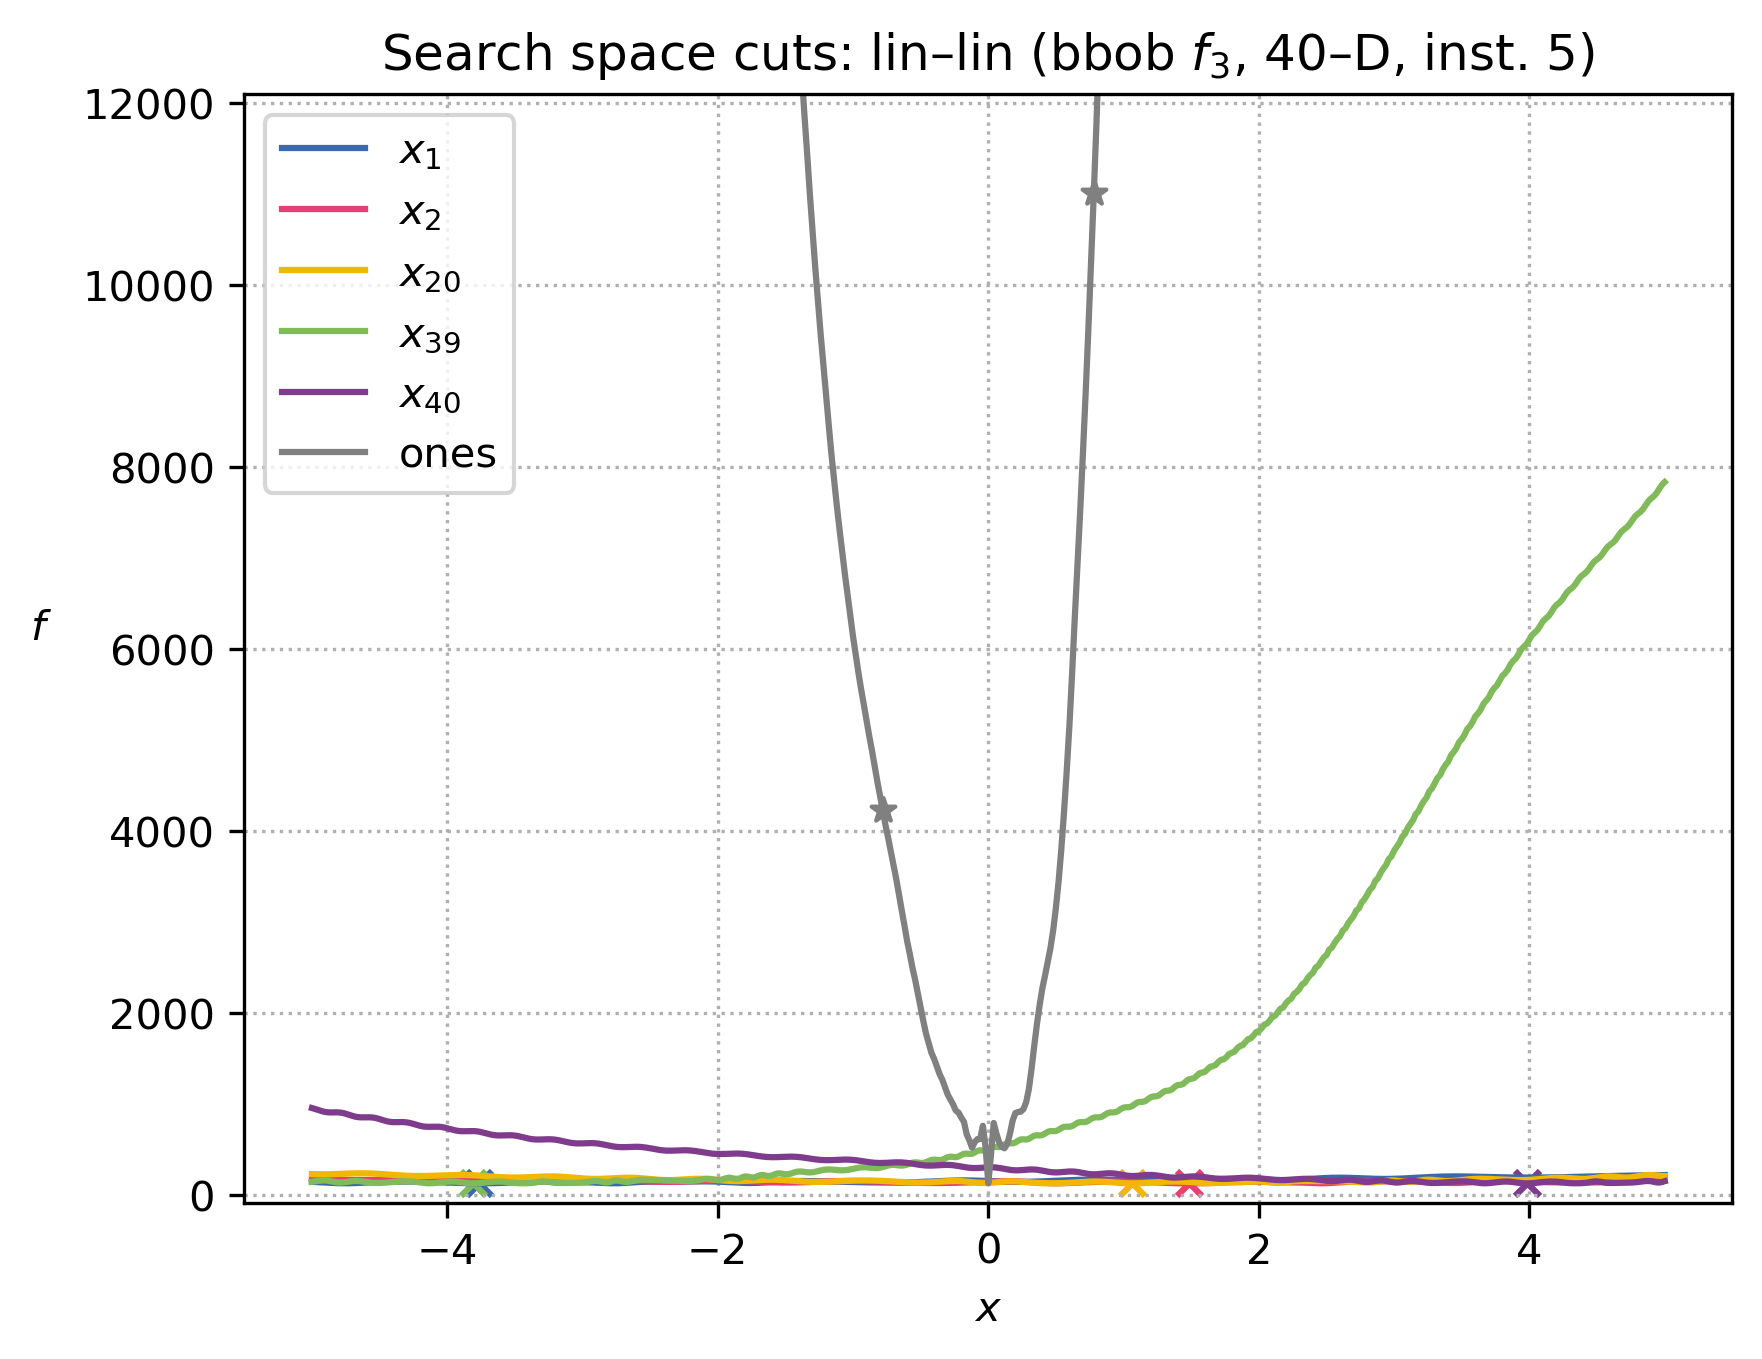 Search space cuts: lin–lin (bbob f₃, 40–D, inst. 5)
12000
10000
8000
6000
4000
2000
0
f
x₁
x₂
x₂₀
x₃₉
x₄₀
ones
−4
−2
0
2
4
x